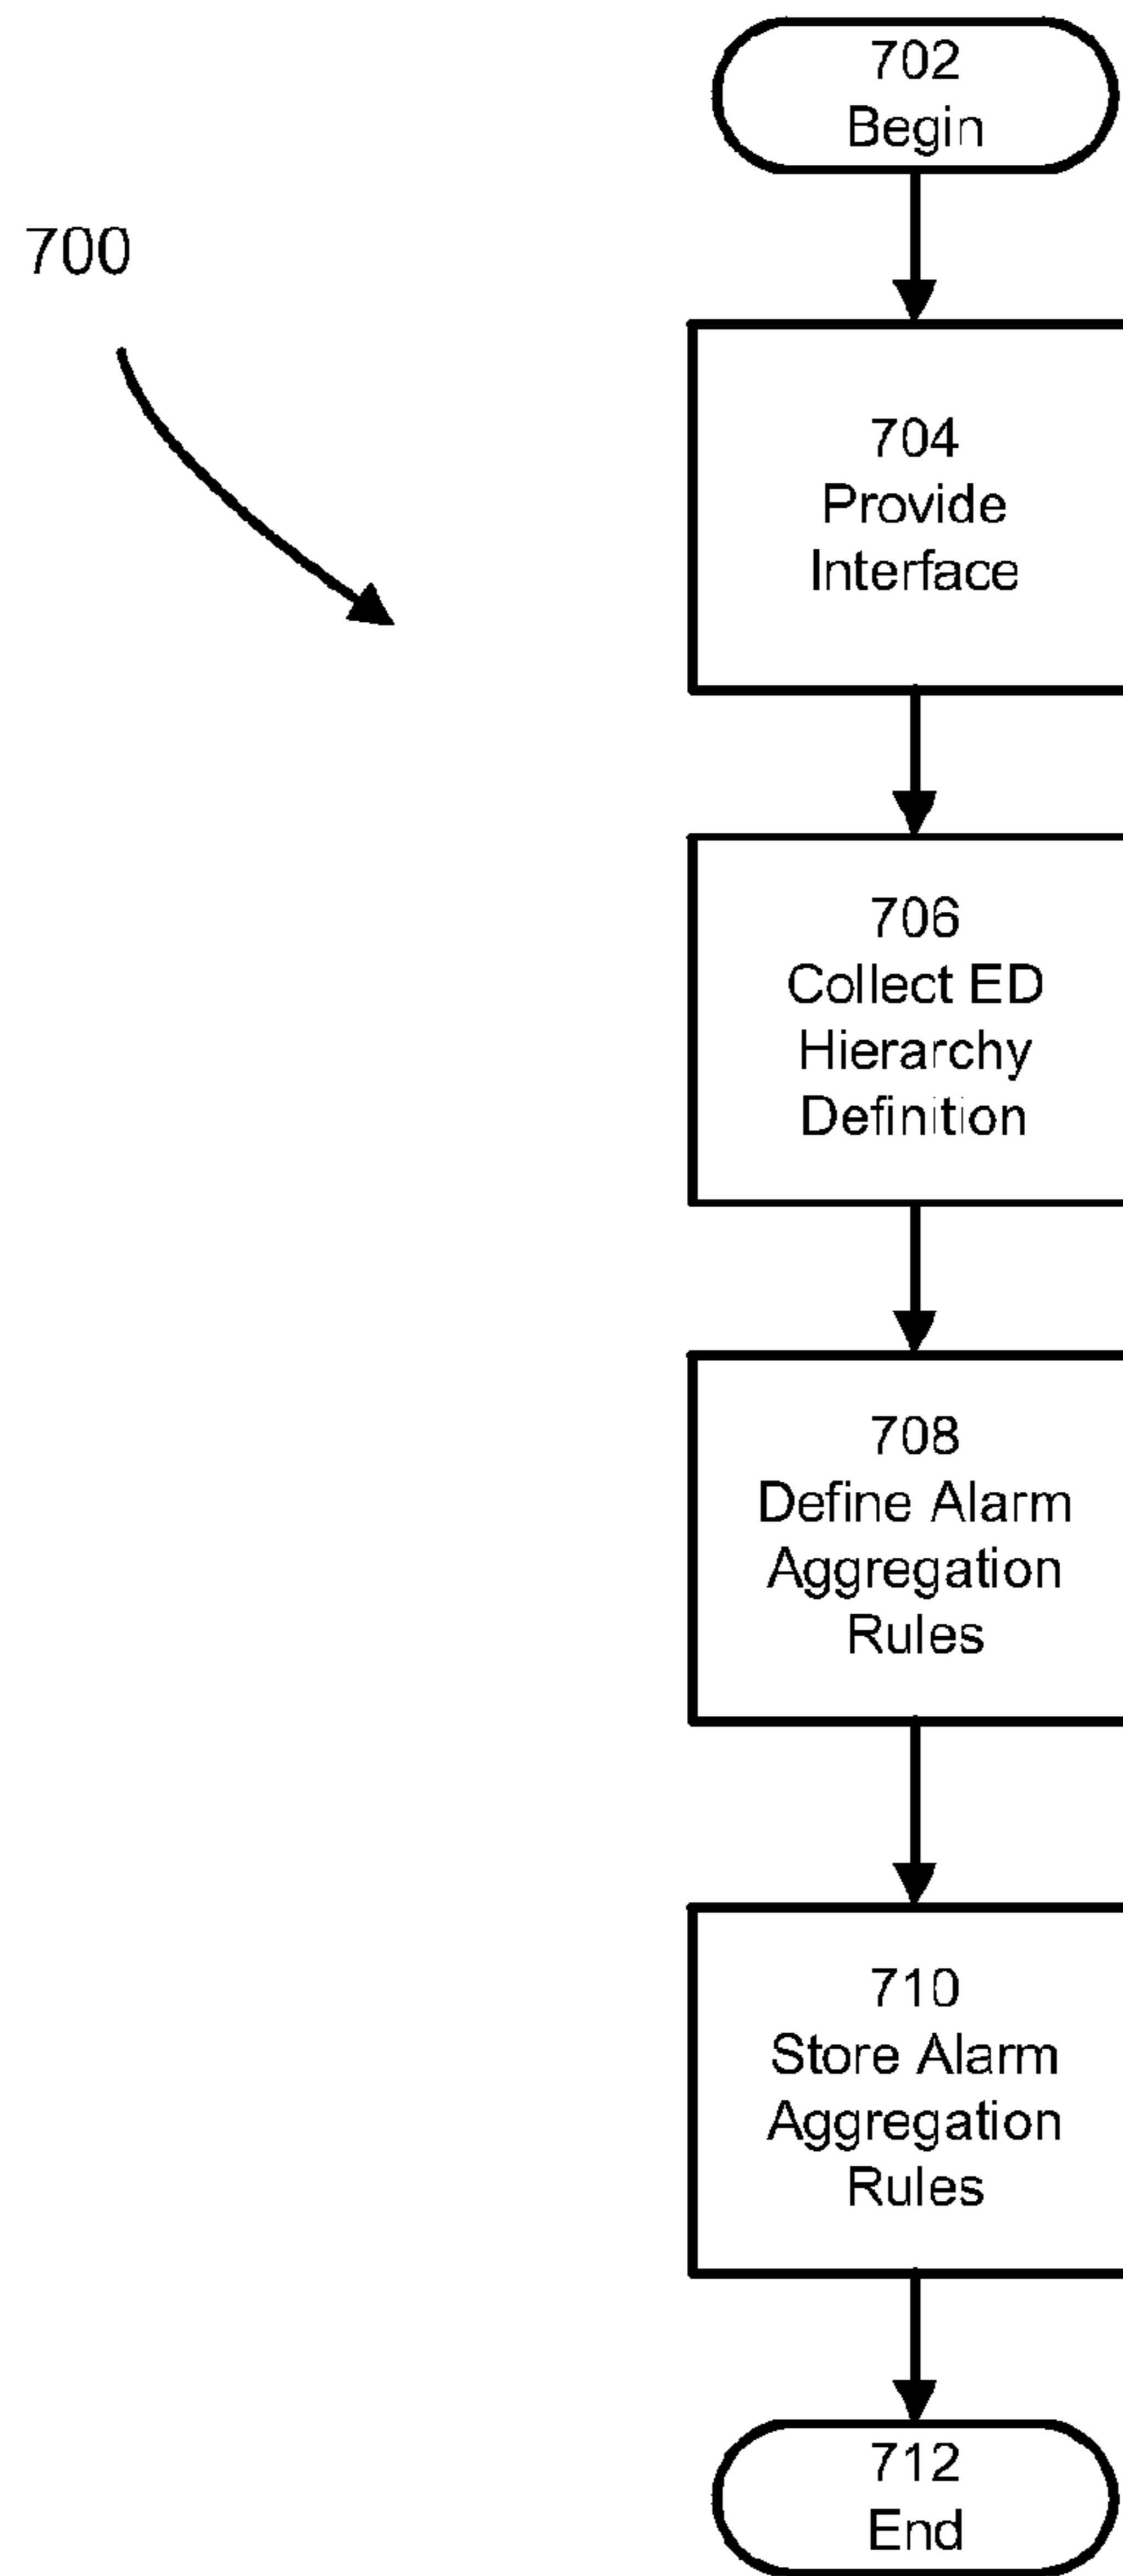 702
Begin
700
704
Provide
Interface
706
Collect ED
Hierarchy
Definition
708
Define Alarm
Aggregation
Rules
710
Store Alarm
Aggregation
Rules
712
End